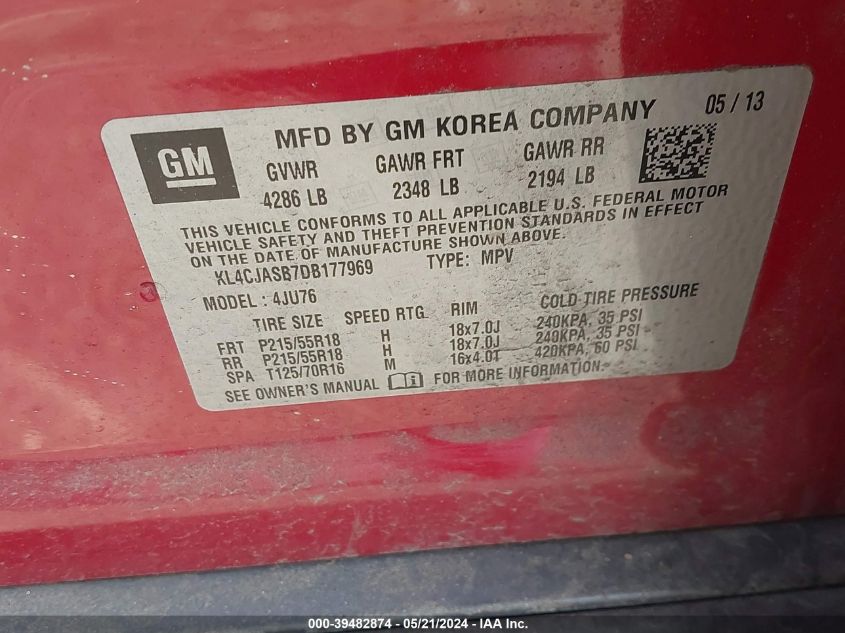 GM
MFD BY GM KOREA COMPANY 05 / 13
GVWR GAWR FRT GAWR RR
4286 LB 2348 LB 2194 LB
THIS VEHICLE CONFORMS TO ALL APPLICABLE U.S. FEDERAL MOTOR
VEHICLE SAFETY AND THEFT PREVENTION STANDARDS IN EFFECT
ON THE DATE OF MANUFACTURE SHOWN ABOVE.
KL4CJASB7DB177969 TYPE: MPV
MODEL : 4JU76
TIRE SIZE SPEED RTG RIM COLD TIRE PRESSURE
FRT P215/55R18 H 18x7.0J 240KPA, 35 PSI
RR P215/55R18 H 18x7.0J 240KPA, 35 PSI
SPA T125/70R16 M 16x4.0T 420KPA, 60 PSI
SEE OWNER'S MANUAL FOR MORE INFORMATION.
000-39482874 - 05/21/2024 - IAA Inc.